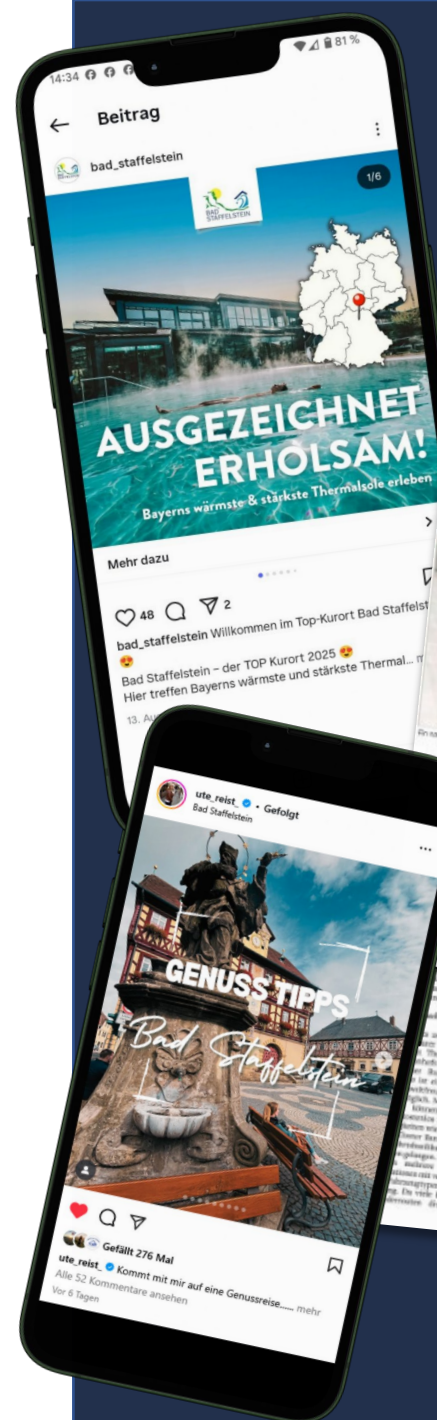 14:34
81 %
Beitrag
bad_staffelstein
BAD
STAFFELSTEIN
1/6
AUSGEZEICHNET
ERHOLSAM!
Bayerns wärmste & stärkste Thermalsole erleben
Mehr dazu
48
2
bad_staffelstein Willkommen im Top-Kurort Bad Staffelst
😍
Bad Staffelstein – der TOP Kurort 2025 😍
Hier treffen Bayerns wärmste und stärkste Thermal... m
13. Au
ute_reist_ • Gefolgt
Bad Staffelstein
GENUSS TIPPS
Bad Staffelstein
Gefällt 276 Mal
ute_reist_ Kommt mit mir auf eine Genussreise...... mehr
Alle 52 Kommentare ansehen
Vor 6 Tagen